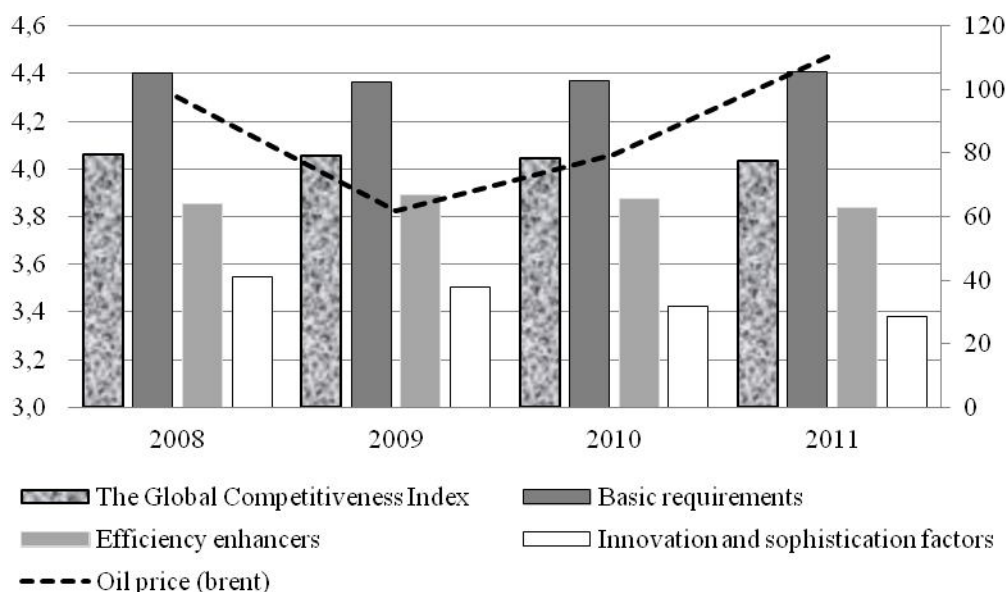 4,6 120
4,4 100
4,2 80
4,0
3,8 60
3,6 40
3,4
3,2 20
3,0 0
2008 2009 2010 2011
The Global Competitiveness Index Basic requirements
Efficiency enhancers Innovation and sophistication factors
Oil price (brent)